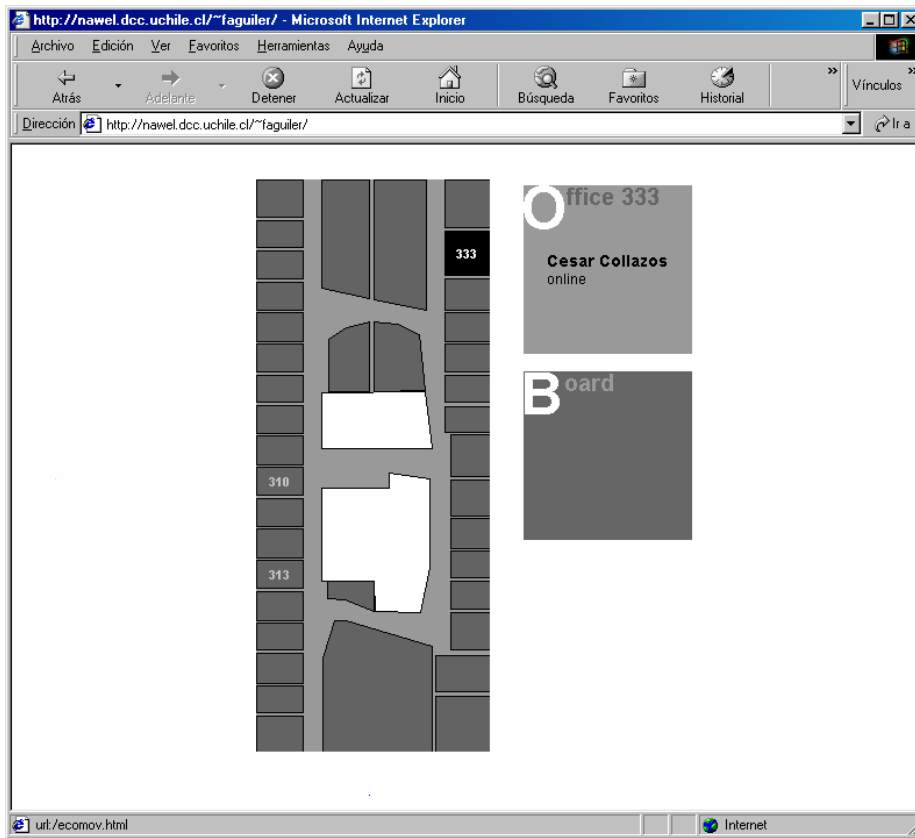 http://nawel.dcc.uchile.cl/~faguiler/ - Microsoft Internet Explorer
Archivo Edición Ver Favoritos Herramientas Ayuda
Atrás Adelante Detener Actualizar Inicio Búsqueda Favoritos Historial » Vínculos »
Dirección http://nawel.dcc.uchile.cl/~faguiler/ Ir a
Office 333
333
Cesar Collazos
online
Board
310
313
url:/ecomov.html Internet